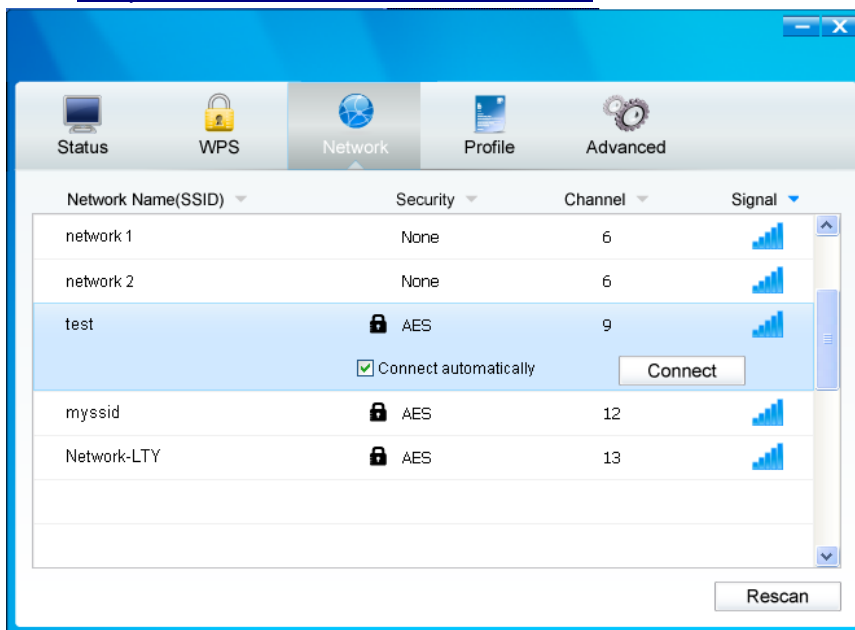 Status WPS Network Profile Advanced
Network Name(SSID) Security Channel Signal
network 1 None 6
network 2 None 6
test AES 9
Connect automatically Connect
myssid AES 12
Network-LTY AES 13
Rescan